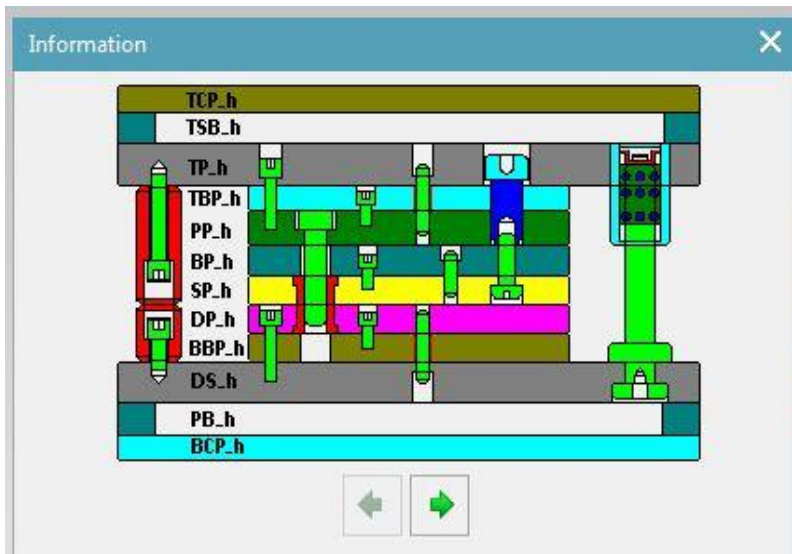 Information
TCP_h
TSB_h
TP_h
TBP_h
PP_h
BP_h
SP_h
DP_h
BBP_h
DS_h
PB_h
BCP_h